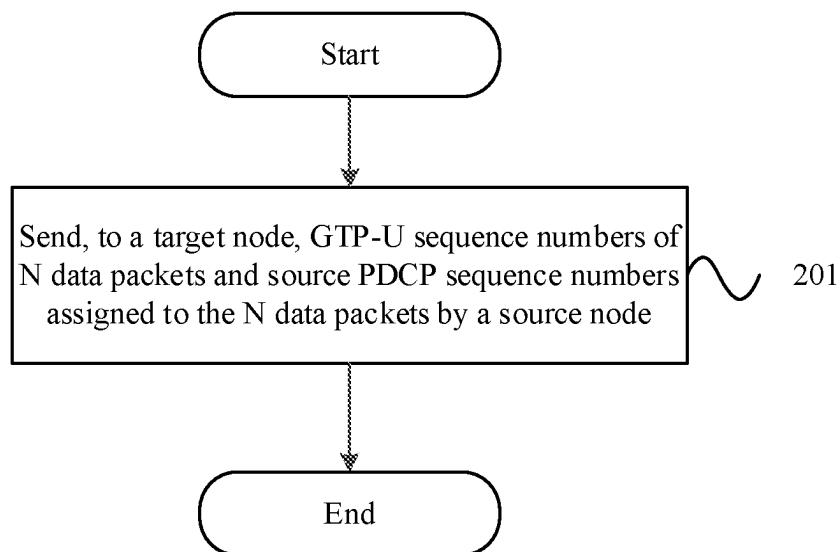 Start
Send, to a target node, GTP-U sequence numbers of
N data packets and source PDCP sequence numbers
assigned to the N data packets by a source node
201
End